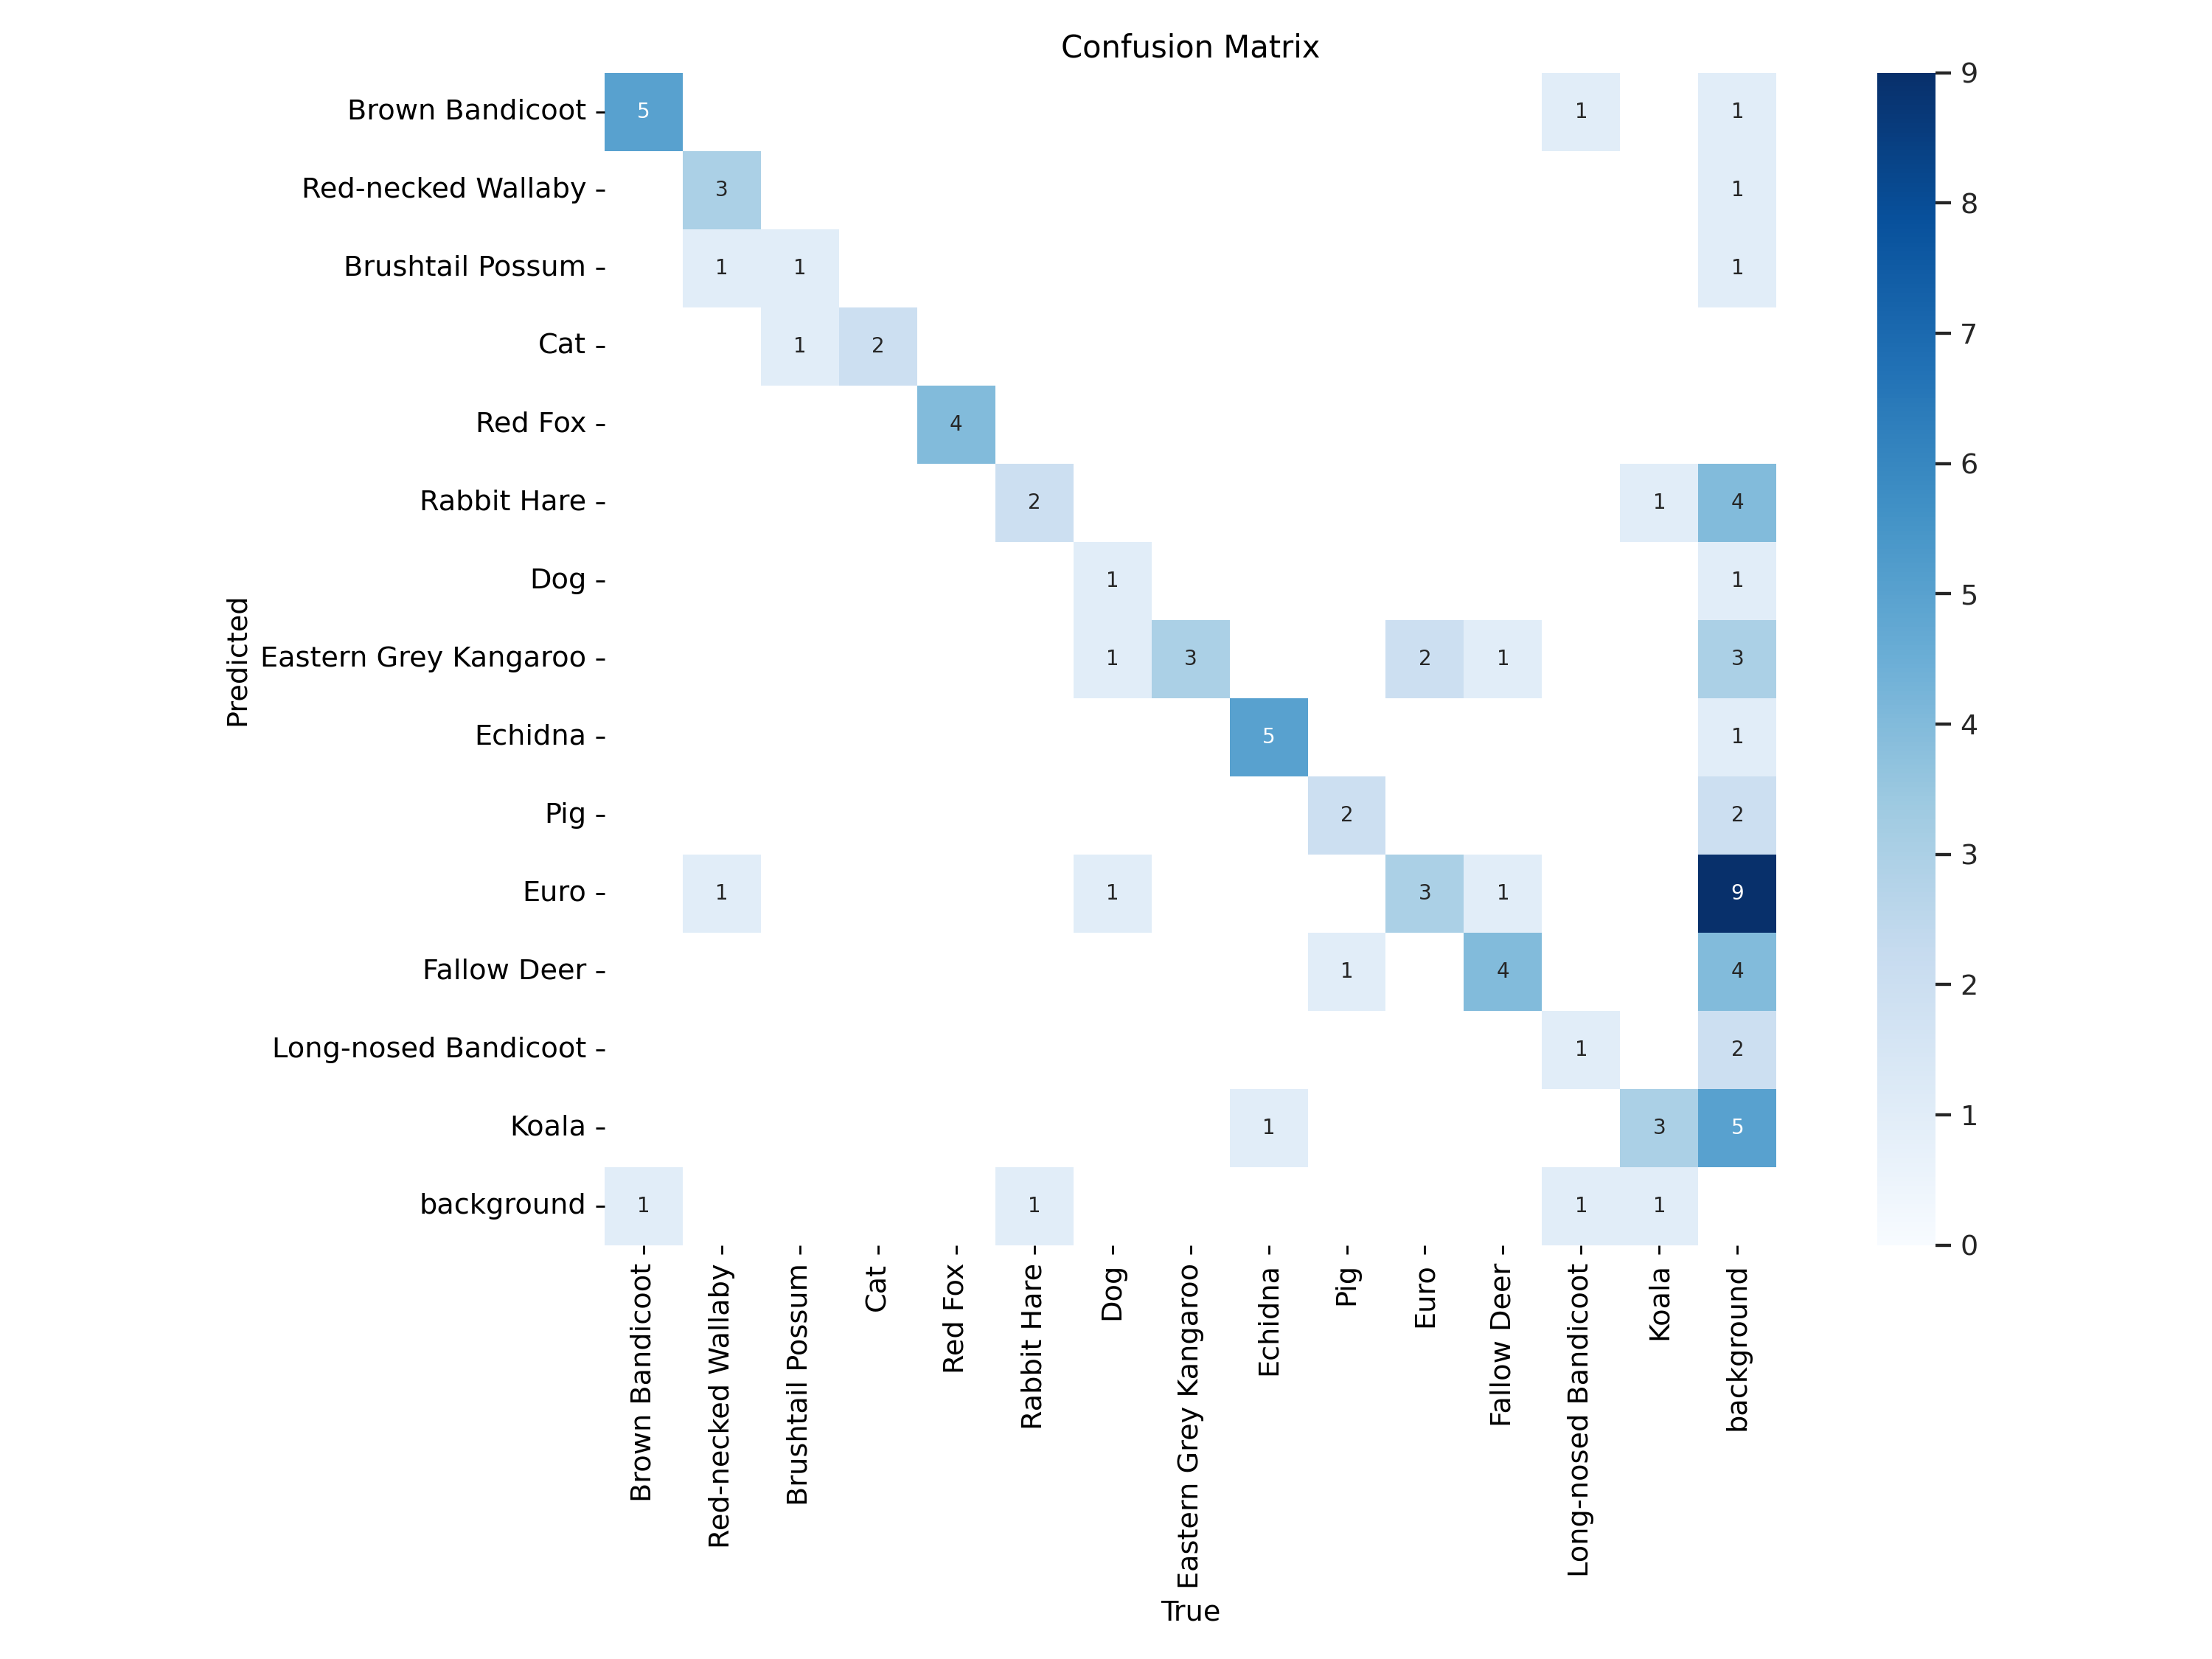 Confusion Matrix
Brown Bandicoot 5 1 1
Red-necked Wallaby 3 1
Brushtail Possum 1 1 1
Cat 1 2
Red Fox 4
Rabbit Hare 2 1 4
Dog 1 1
Eastern Grey Kangaroo 1 3 2 1 3
Echidna 5 1
Pig 2 2
Euro 1 1 3 1 9
Fallow Deer 1 4 4
Long-nosed Bandicoot 1 2
Koala 1 3 5
background 1 1 1 1
Predicted
Brown Bandicoot
Red-necked Wallaby
Brushtail Possum
Cat
Red Fox
Rabbit Hare
Dog
Eastern Grey Kangaroo
Echidna
Pig
Euro
Fallow Deer
Long-nosed Bandicoot
Koala
background
True
9
8
7
6
5
4
3
2
1
0